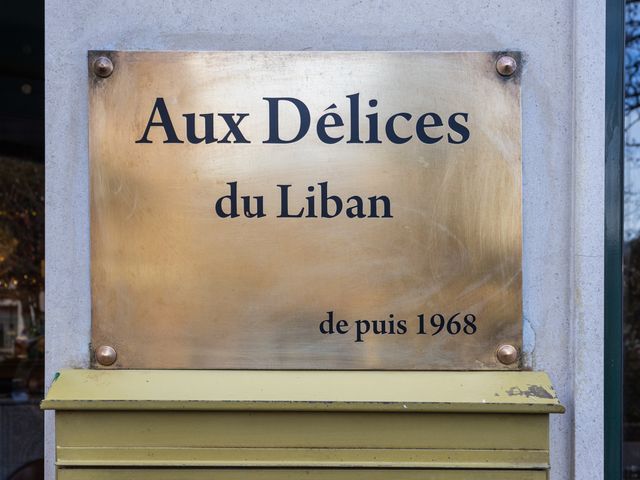 Aux Délices
du Liban
de puis 1968